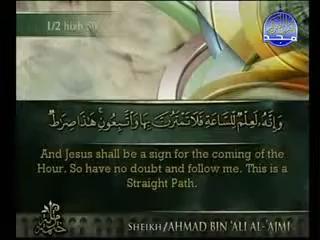 1/2 hizb 50
وَإِنَّهُۥ لَعِلْمٌ لِّلسَّاعَةِ فَلَا تَمْتَرُنَّ بِهَا وَٱتَّبِعُونِ ۚ هَٰذَا صِرَٰطٌ
And Jesus shall be a sign for the coming of the
Hour. So have no doubt and follow me. This is a
Straight Path.
SHEIKH/AHMAD BIN 'ALI AL-'AJMI